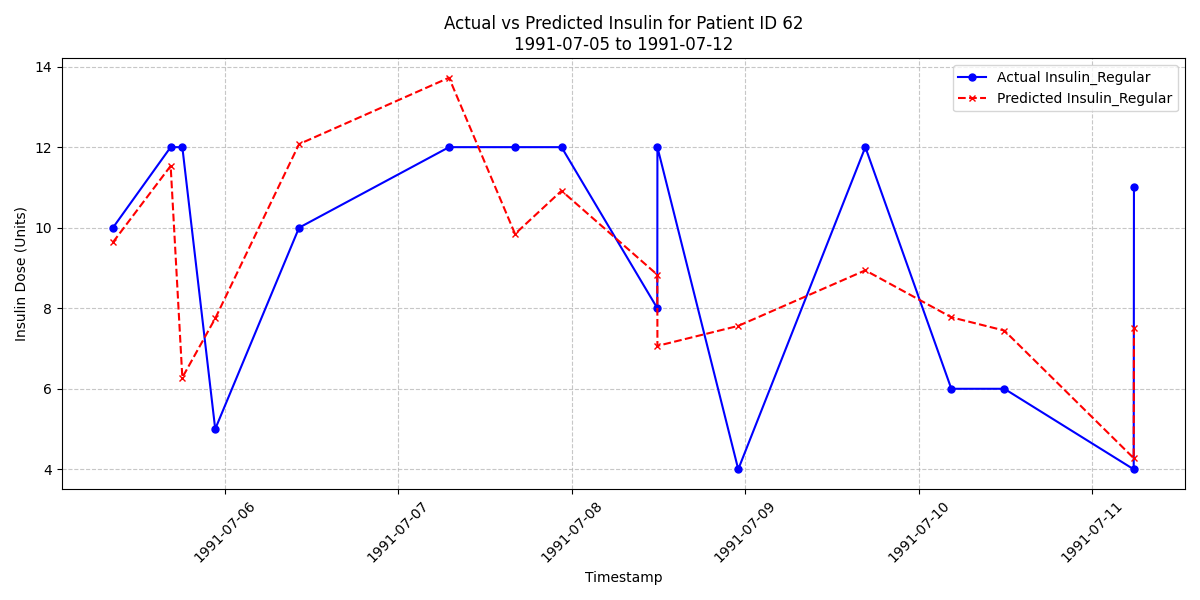 Actual vs Predicted Insulin for Patient ID 62
1991-07-05 to 1991-07-12
Actual Insulin_Regular
Predicted Insulin_Regular
Insulin Dose (Units)
14
12
10
8
6
4
1991-07-06
1991-07-07
1991-07-08
1991-07-09
1991-07-10
1991-07-11
Timestamp